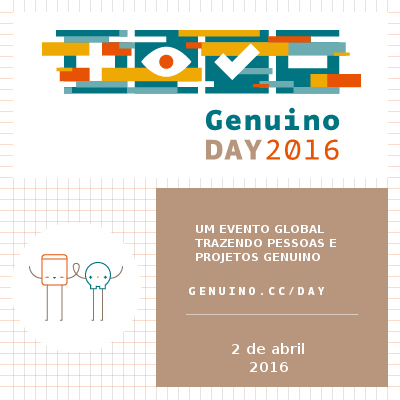 Genuino
DAY2016
UM EVENTO GLOBAL
TRAZENDO PESSOAS E
PROJETOS GENUINO
GENUINO.CC/DAY
2 de abril
2016